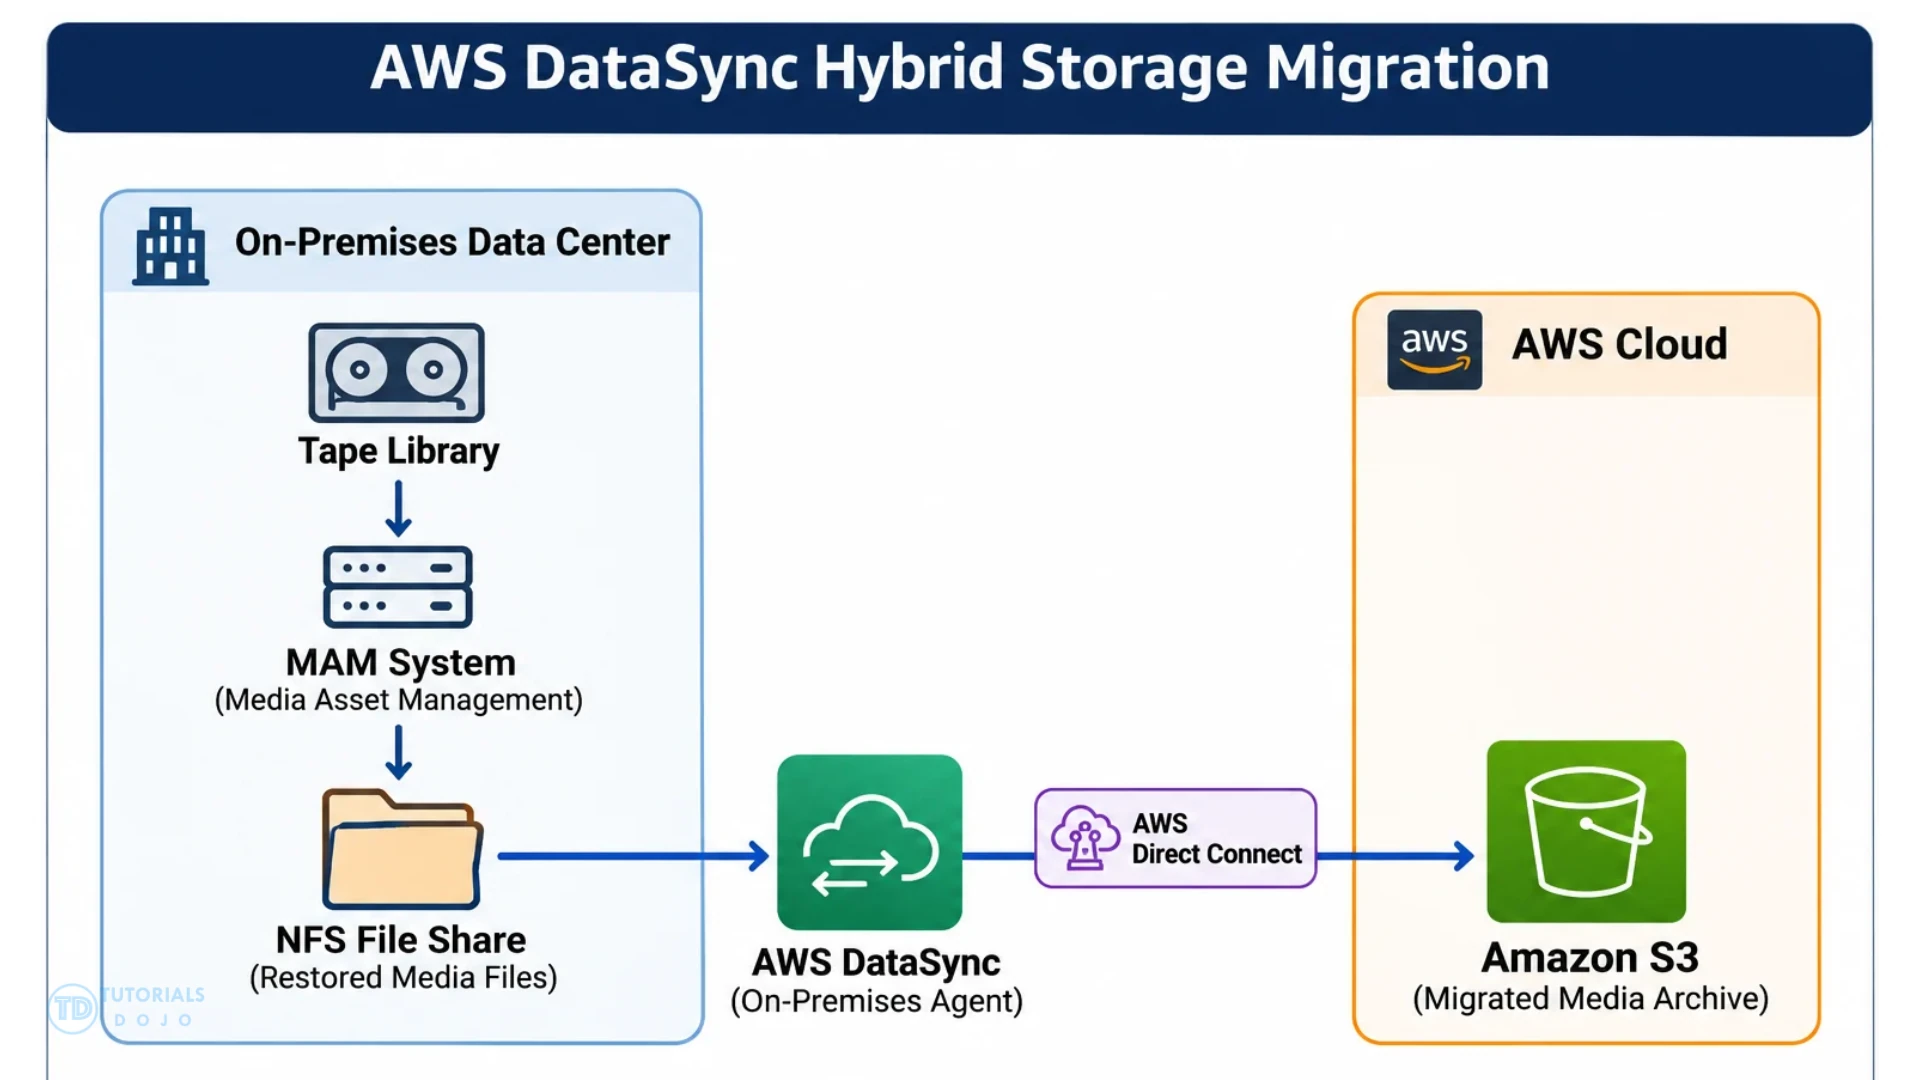 AWS DataSync Hybrid Storage Migration
On-Premises Data Center
Tape Library
MAM System
(Media Asset Management)
NFS File Share
(Restored Media Files)
TD
TUTORIALS
DOJO
AWS DataSync
(On-Premises Agent)
AWS
Direct Connect
aws
AWS Cloud
Amazon S3
(Migrated Media Archive)